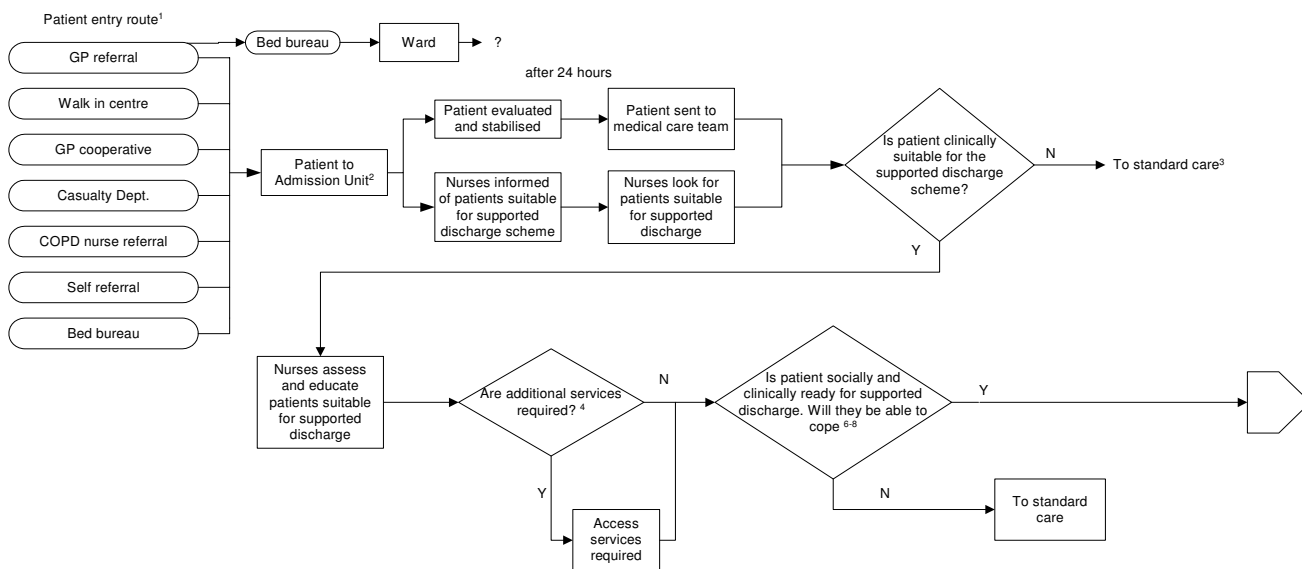 Patient entry route¹
Bed bureau
Ward
?
GP referral
Walk in centre
GP cooperative
Casualty Dept.
COPD nurse referral
Self referral
Bed bureau
Patient to
Admission Unit²
after 24 hours
Patient evaluated
and stabilised
Patient sent to
medical care team
Nurses informed
of patients suitable
for supported
discharge scheme
Nurses look for
patients suitable
for supported
discharge
Is patient clinically
suitable for the
supported discharge
scheme?
N
To standard care³
Y
Nurses assess
and educate
patients suitable
for supported
discharge
Are additional services
required? ⁴
N
Y
Access
services
required
Is patient socially and
clinically ready for supported
discharge. Will they be able to
cope ⁶⁻⁸
Y
N
To standard
care